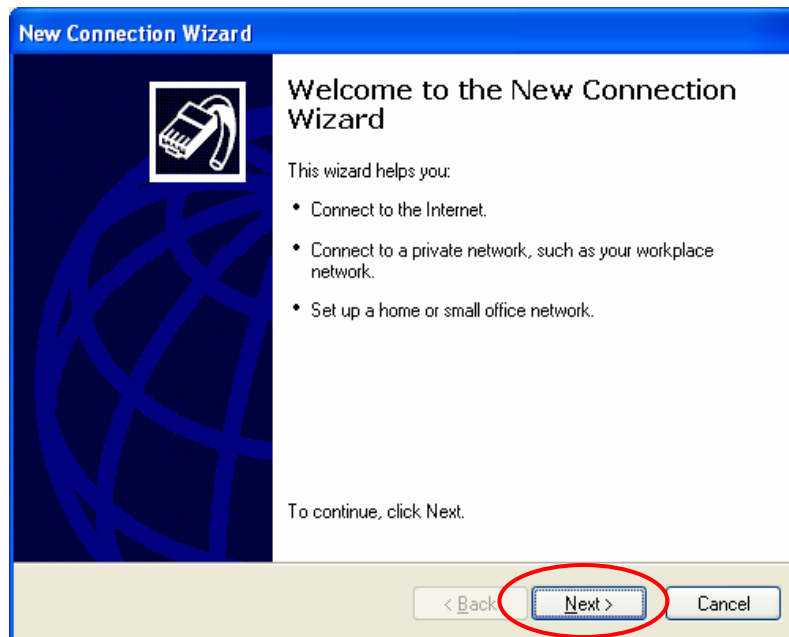 New Connection Wizard
Welcome to the New Connection
Wizard
This wizard helps you:
• Connect to the Internet.
• Connect to a private network, such as your workplace
network.
• Set up a home or small office network.
To continue, click Next.
< Back Next > Cancel